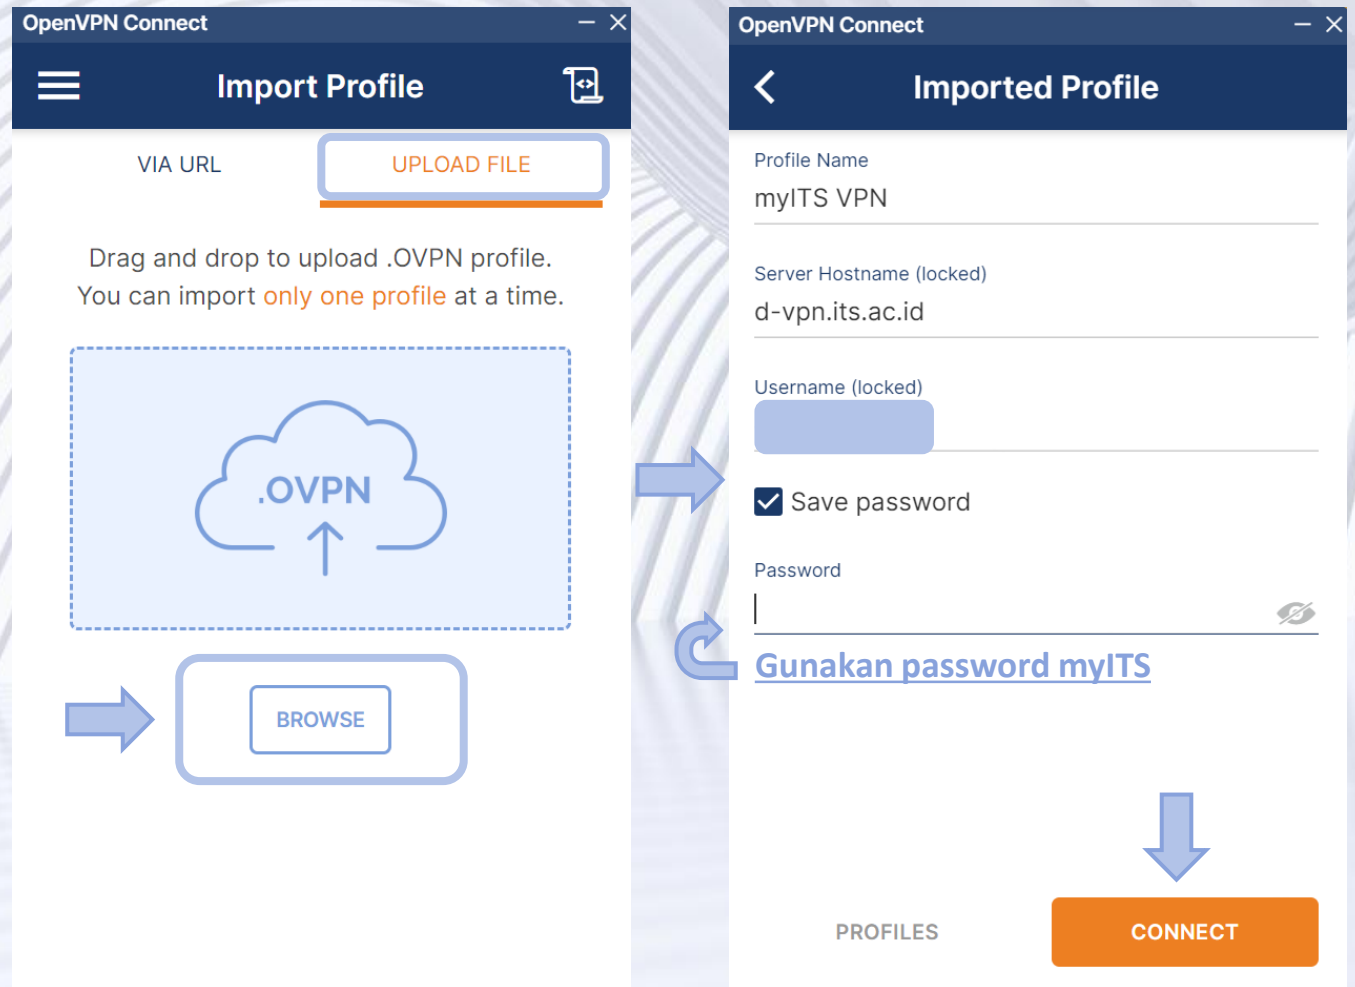 OpenVPN Connect
Import Profile
VIA URL
UPLOAD FILE
Drag and drop to upload .OVPN profile.
You can import only one profile at a time.
.OVPN
BROWSE
OpenVPN Connect
Imported Profile
Profile Name
myITS VPN
Server Hostname (locked)
d-vpn.its.ac.id
Username (locked)
Save password
Password
Gunakan password myITS
PROFILES
CONNECT